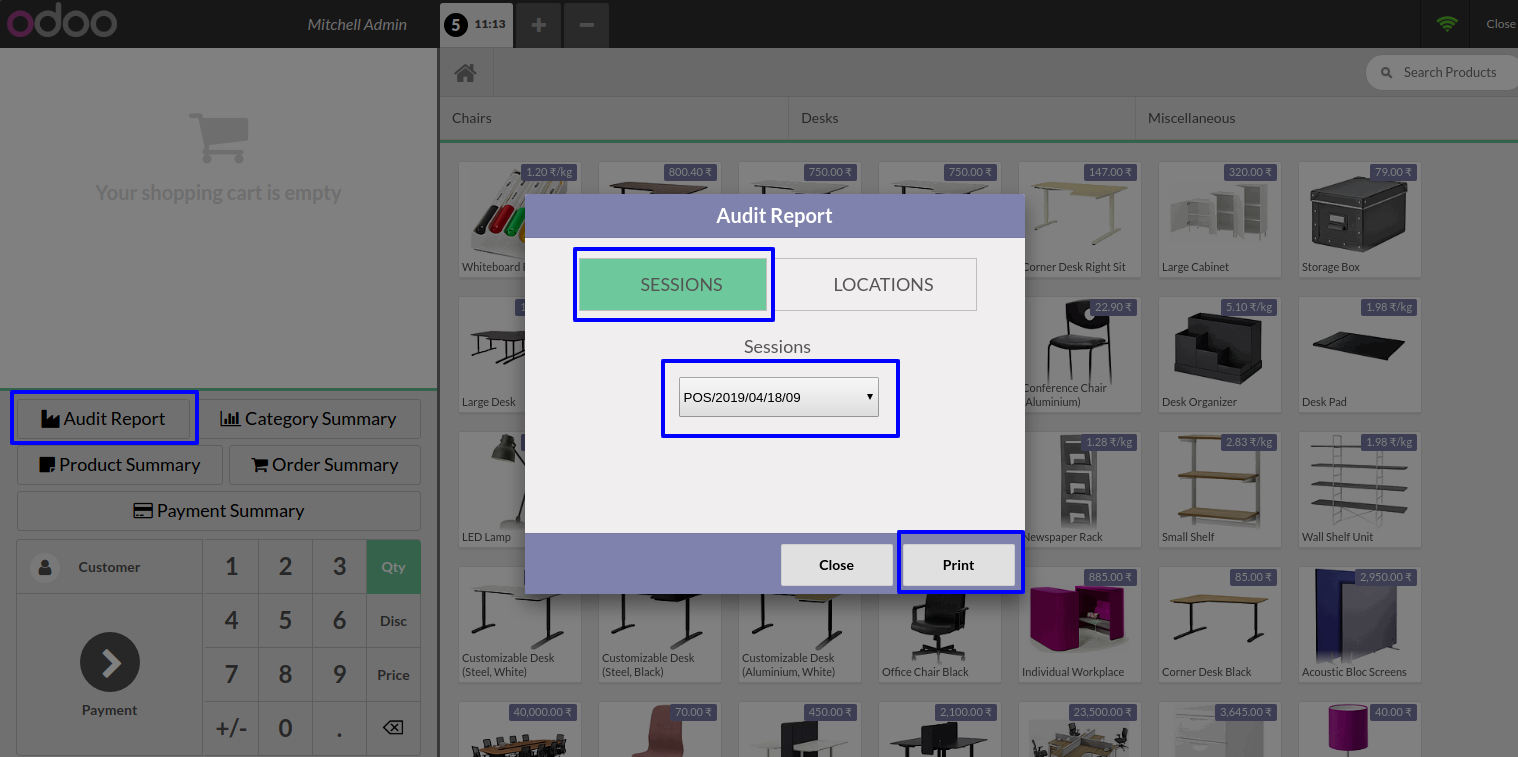 odoo
Mitchell Admin
5 11:13
Close
Search Products
Chairs Desks Miscellaneous
Your shopping cart is empty
1.20 ₹/kg 800.40 ₹ 750.00 ₹ 750.00 ₹ 147.00 ₹ 320.00 ₹ 79.00 ₹
Whiteboard Corner Desk Right Sit Large Cabinet Storage Box
Audit Report
SESSIONS LOCATIONS
Sessions
POS/2019/04/18/09
Close Print
22.90 ₹ 5.10 ₹/kg 1.98 ₹/kg
Large Desk Conference Chair (Aluminium) Desk Organizer Desk Pad
1.28 ₹/kg 2.83 ₹/kg 1.98 ₹/kg
LED Lamp Newspaper Rack Small Shelf Wall Shelf Unit
885.00 ₹ 85.00 ₹ 2,950.00 ₹
Customizable Desk (Steel, White) Customizable Desk (Steel, Black) Customizable Desk (Aluminium, White) Office Chair Black Individual Workplace Corner Desk Black Acoustic Bloc Screens
40,000.00 ₹ 70.00 ₹ 450.00 ₹ 2,100.00 ₹ 23,500.00 ₹ 3,645.00 ₹ 40.00 ₹
Audit Report Category Summary
Product Summary Order Summary
Payment Summary
Customer 1 2 3 Qty
4 5 6 Disc
7 8 9 Price
Payment
+/- 0 .